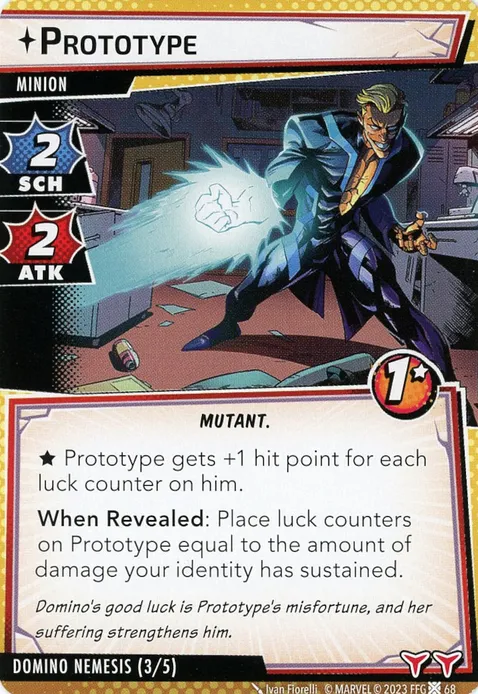 PROTOTYPE
MINION
2
SCH
2
ATK
1★
MUTANT.
★ Prototype gets +1 hit point for each
luck counter on him.
When Revealed: Place luck counters
on Prototype equal to the amount of
damage your identity has sustained.
Domino's good luck is Prototype's misfortune, and her
suffering strengthens him.
DOMINO NEMESIS (3/5)
Ivan Fiorelli. © MARVEL © 2023 FFG 68